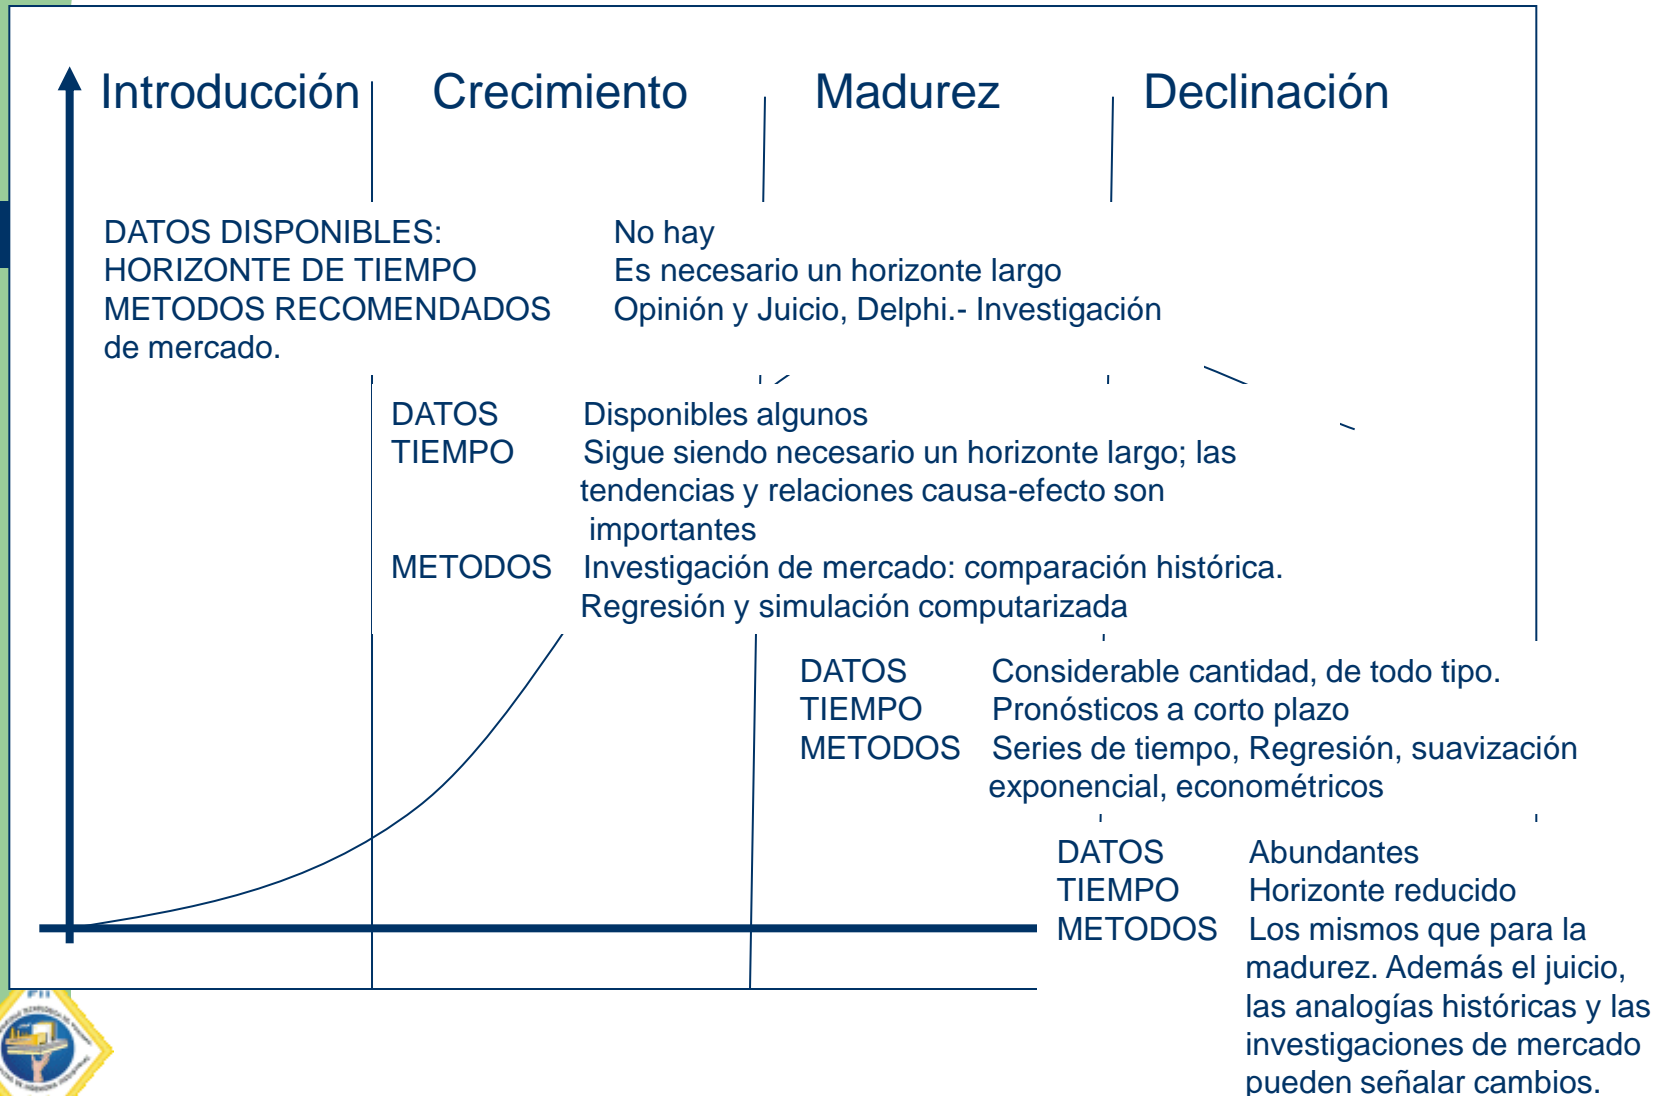 Introducción Crecimiento Madurez Declinación
DATOS DISPONIBLES: No hay
HORIZONTE DE TIEMPO Es necesario un horizonte largo
METODOS RECOMENDADOS Opinión y Juicio, Delphi.- Investigación
de mercado.
DATOS Disponibles algunos
TIEMPO Sigue siendo necesario un horizonte largo; las
tendencias y relaciones causa-efecto son
importantes
METODOS Investigación de mercado: comparación histórica.
Regresión y simulación computarizada
DATOS Considerable cantidad, de todo tipo.
TIEMPO Pronósticos a corto plazo
METODOS Series de tiempo, Regresión, suavización
exponencial, econométricos
DATOS Abundantes
TIEMPO Horizonte reducido
METODOS Los mismos que para la
madurez. Además el juicio,
las analogías históricas y las
investigaciones de mercado
pueden señalar cambios.